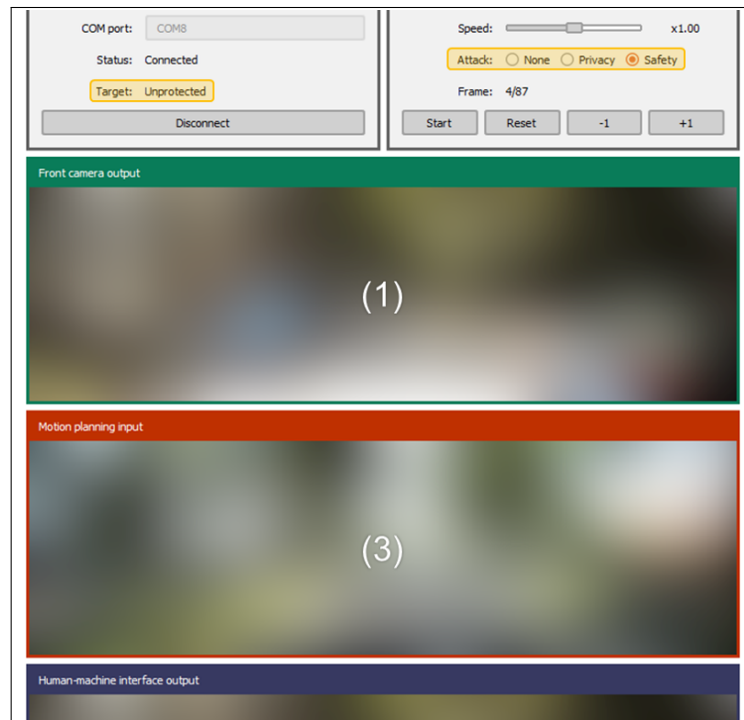 COM port: COM8
Status: Connected
Target: Unprotected
Disconnect
Speed: x1.00
Attack: None Privacy Safety
Frame: 4/87
Start Reset -1 +1
Front camera output
(1)
Motion planning input
(3)
Human-machine interface output